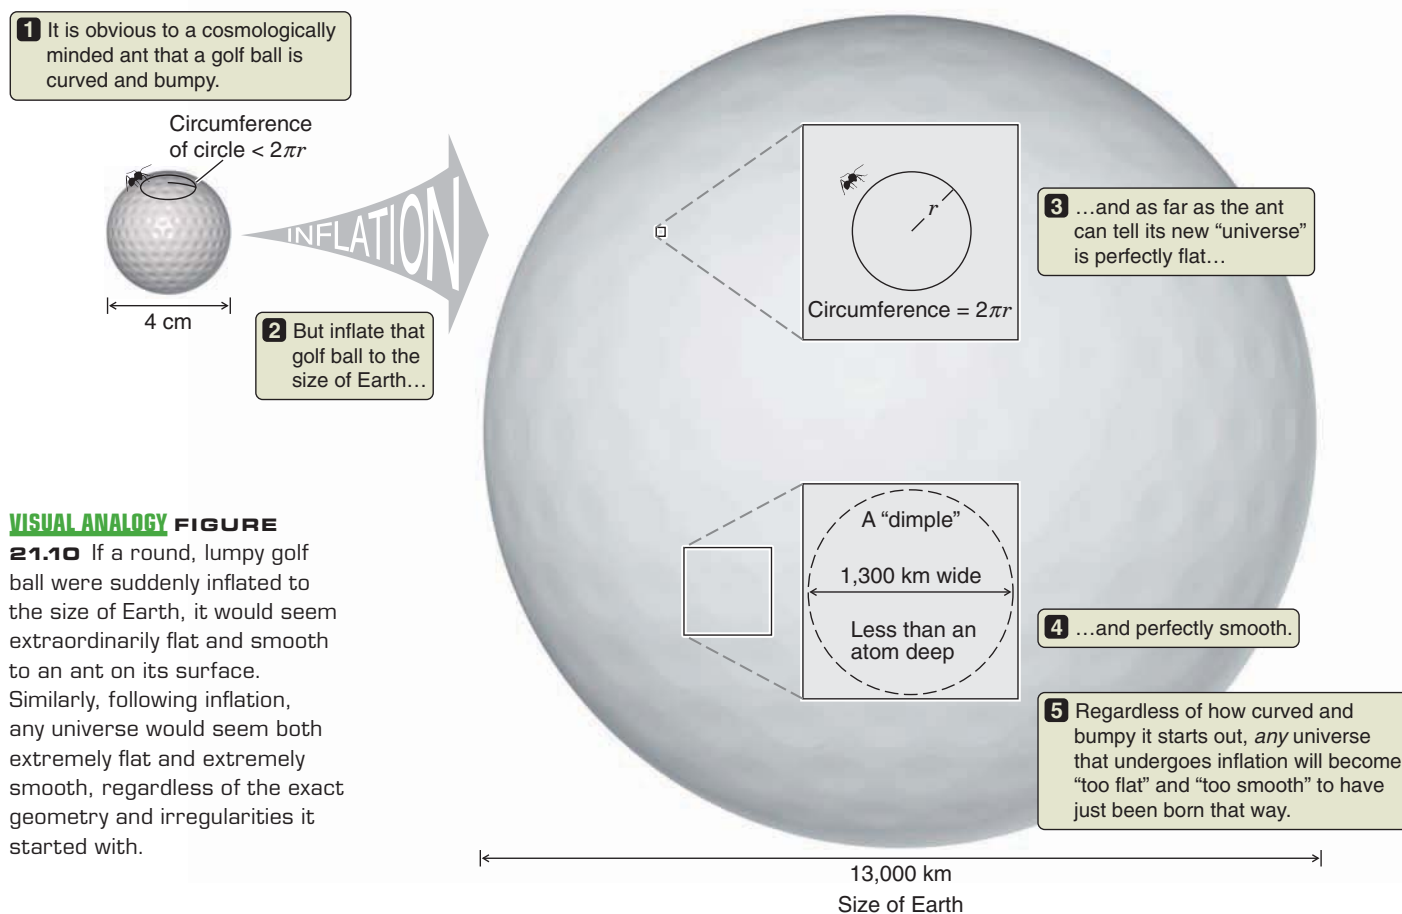 1 It is obvious to a cosmologically
minded ant that a golf ball is
curved and bumpy.
Circumference
of circle < 2πr
4 cm
INFLATION
2 But inflate that
golf ball to the
size of Earth…
r
Circumference = 2πr
3 …and as far as the ant
can tell its new “universe”
is perfectly flat…
A “dimple”
1,300 km wide
Less than an
atom deep
4 …and perfectly smooth.
5 Regardless of how curved and
bumpy it starts out, any universe
that undergoes inflation will become
“too flat” and “too smooth” to have
just been born that way.
13,000 km
Size of Earth
VISUAL ANALOGY FIGURE
21.10 If a round, lumpy golf
ball were suddenly inflated to
the size of Earth, it would seem
extraordinarily flat and smooth
to an ant on its surface.
Similarly, following inflation,
any universe would seem both
extremely flat and extremely
smooth, regardless of the exact
geometry and irregularities it
started with.